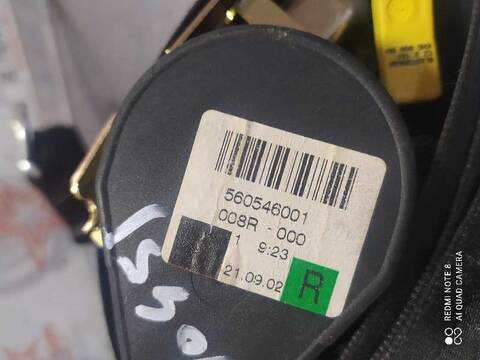 560546001
008R - 000
1 9:23
21.09.02 R
REDMI NOTE 8
AI QUAD CAMERA